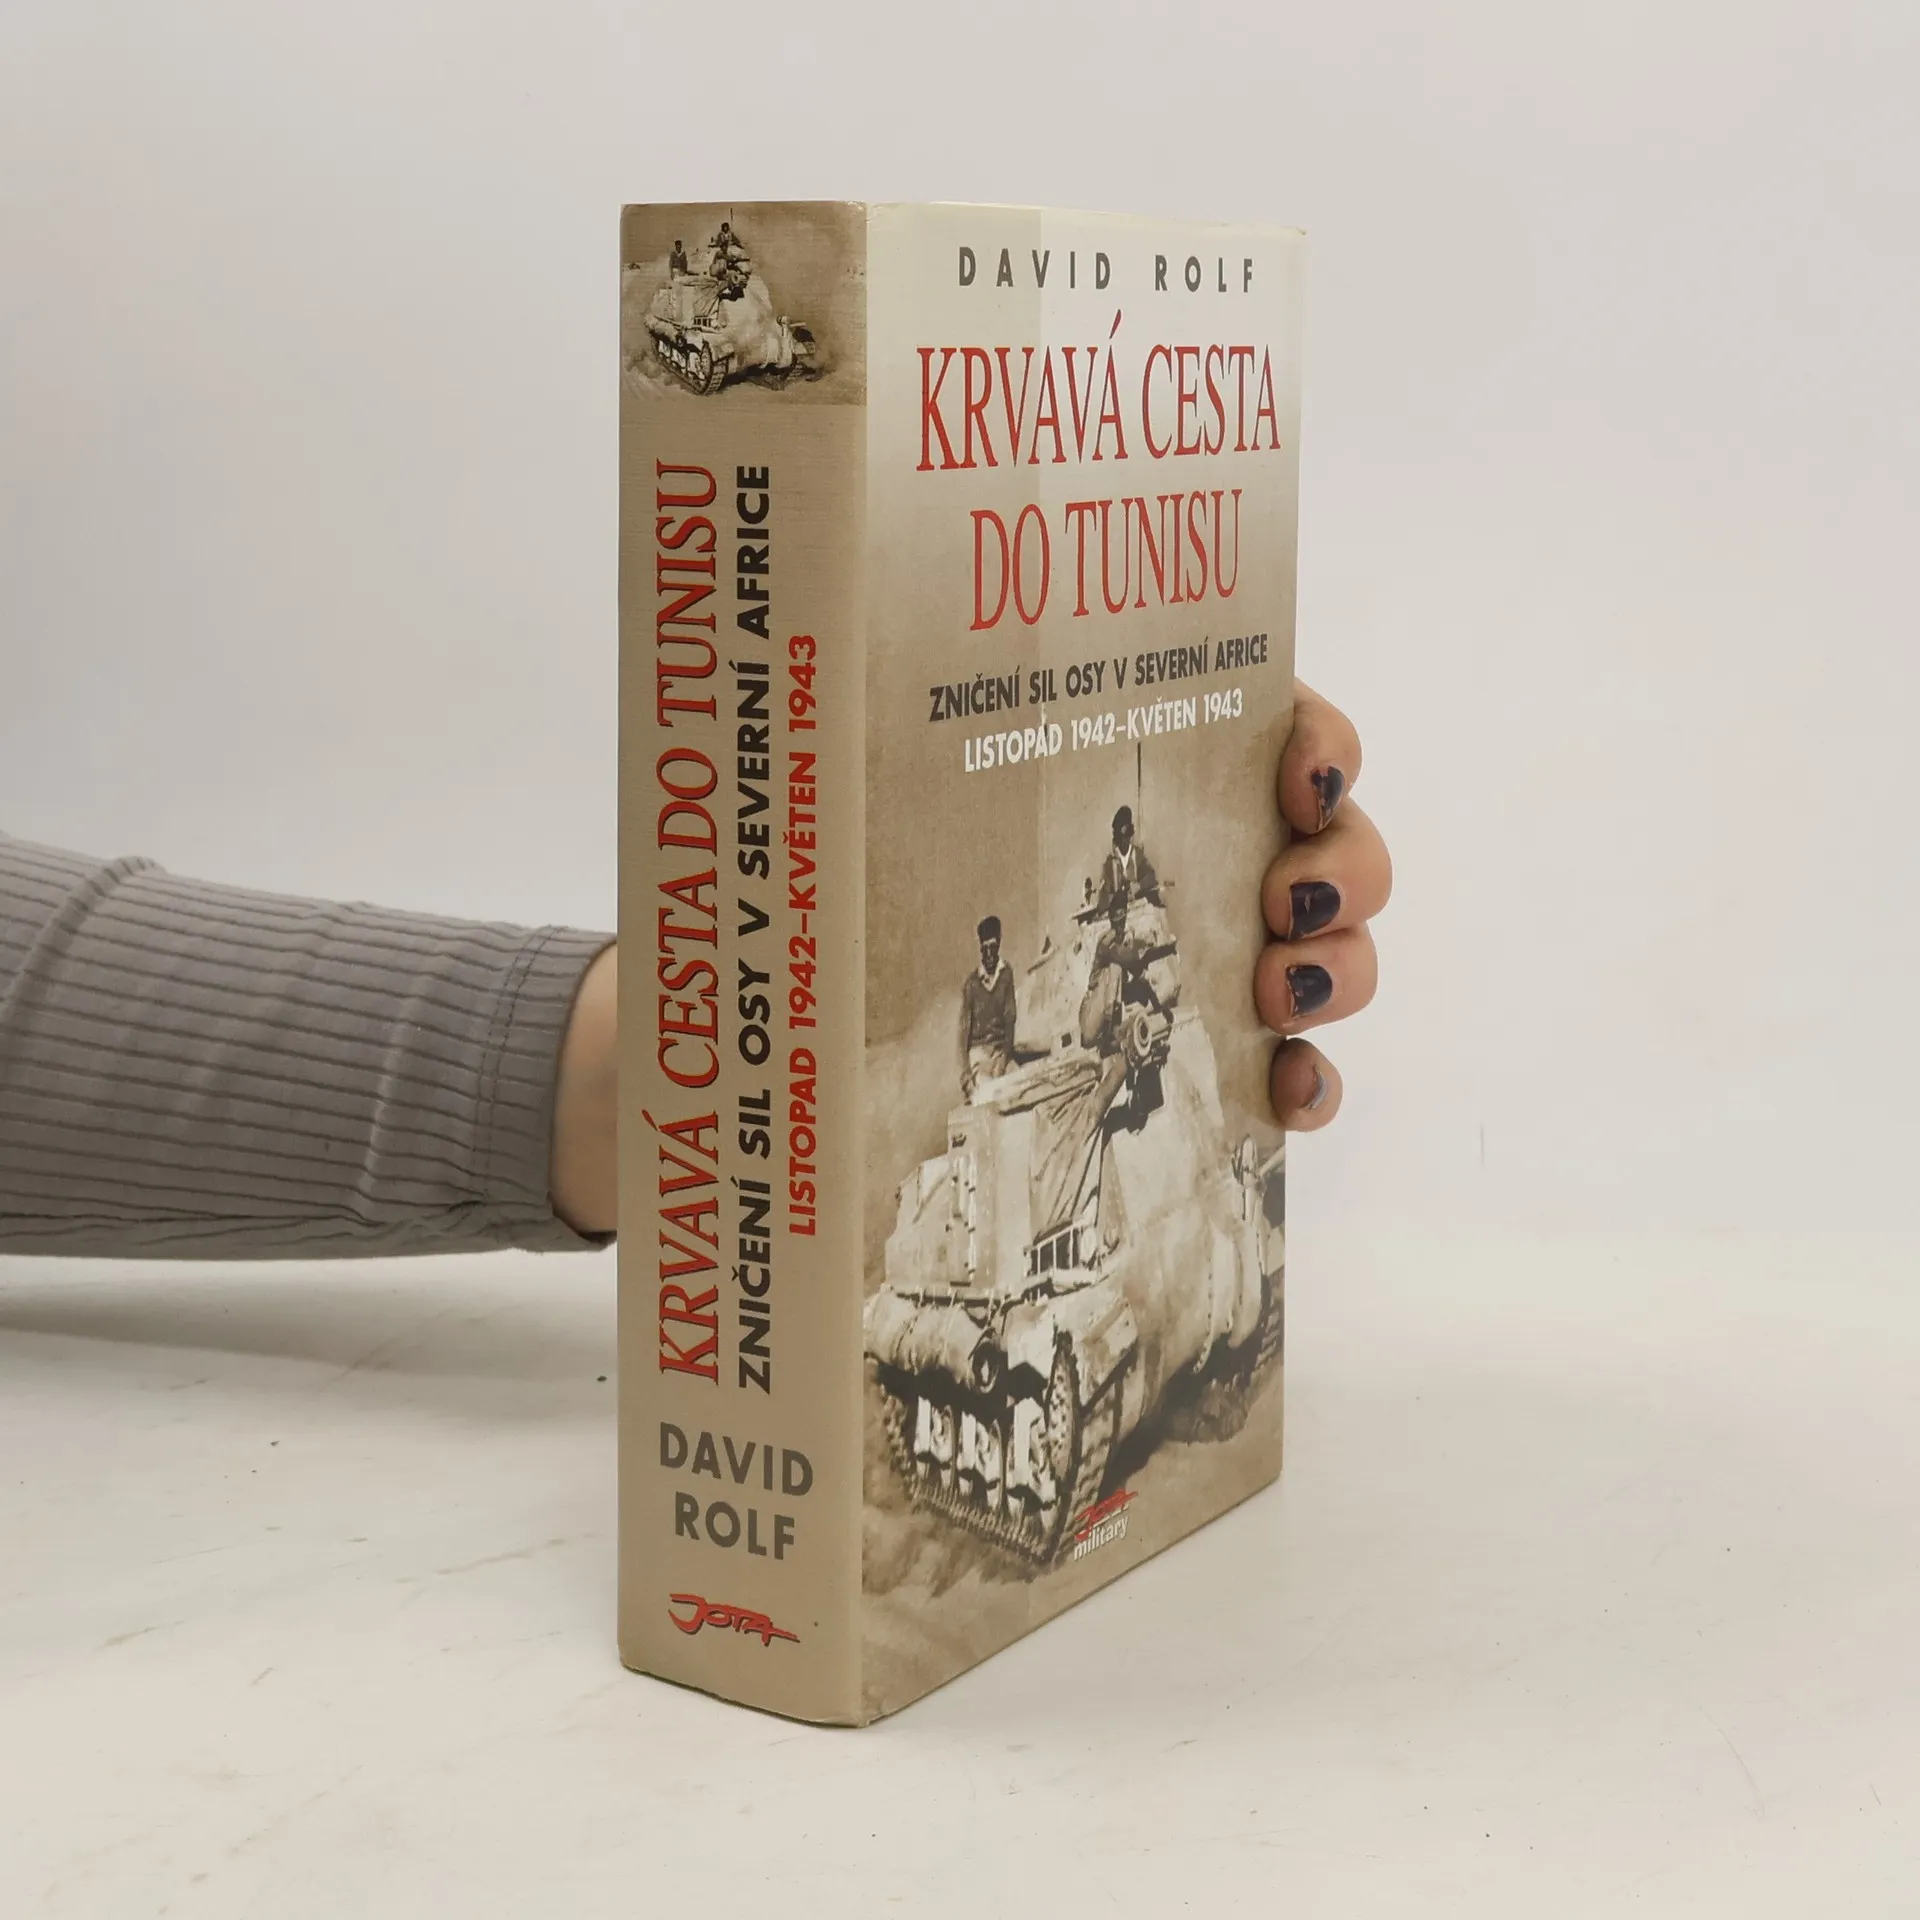 KRVAVÁ CESTA DO TUNISU
ZNIČENÍ SIL OSY V SEVERNÍ AFRICE
LISTOPAD 1942–KVĚTEN 1943
DAVID
ROLF
JOTA
DAVID ROLF
KRVAVÁ CESTA
DO TUNISU
ZNIČENÍ SIL OSY V SEVERNÍ AFRICE
LISTOPAD 1942–KVĚTEN 1943
JOTA
military